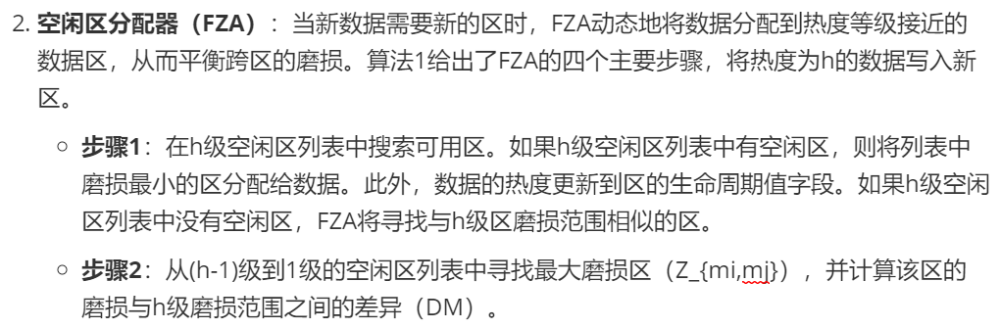 2. 空闲区分配器（FZA）：当新数据需要新的区时，FZA动态地将数据分配到热度等级接近的
数据区，从而平衡跨区的磨损。算法1给出了FZA的四个主要步骤，将热度为h的数据写入新
区。
○ 步骤1：在h级空闲区列表中搜索可用区。如果h级空闲区列表中有空闲区，则将列表中
磨损最小的区分配给数据。此外，数据的热度更新到区的生命周期值字段。如果h级空闲
区列表中没有空闲区，FZA将寻找与h级区磨损范围相似的区。
○ 步骤2：从(h-1)级到1级的空闲区列表中寻找最大磨损区（Z_{mi,mj}），并计算该区的
磨损与h级磨损范围之间的差异（DM）。